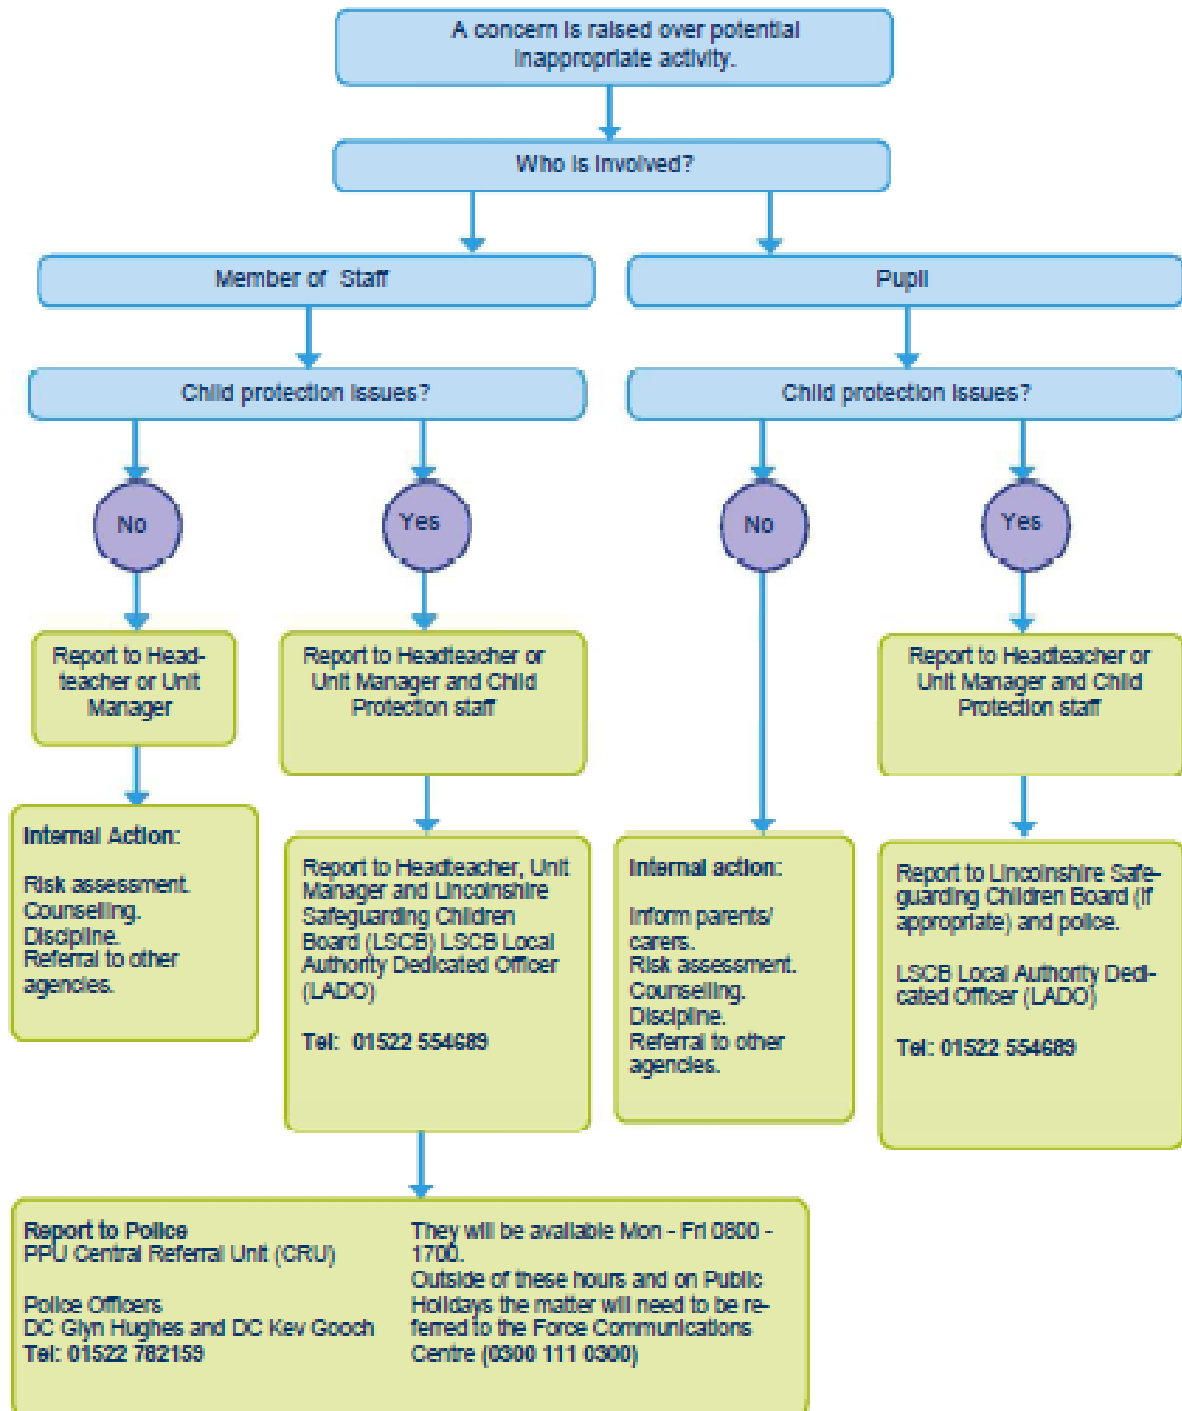 A concern is raised over potential
inappropriate activity.
Who is involved?
Member of Staff
Pupil
Child protection issues?
Child protection issues?
No
Yes
No
Yes
Report to Head-
teacher or Unit
Manager
Report to Headteacher or
Unit Manager and Child
Protection staff
Report to Headteacher or
Unit Manager and Child
Protection staff
Internal Action:
Risk assessment.
Counselling.
Discipline.
Referral to other
agencies.
Report to Headteacher, Unit
Manager and Lincolnshire
Safeguarding Children
Board (LSCB) LSCB Local
Authority Dedicated Officer
(LADO)
Tel: 01522 554689
Internal action:
Inform parents/
carers.
Risk assessment.
Counselling.
Discipline.
Referral to other
agencies.
Report to Lincolnshire Safe-
guarding Children Board (if
appropriate) and police.
LSCB Local Authority Dedi-
cated Officer (LADO)
Tel: 01522 554689
Report to Police
PPU Central Referral Unit (CRU)
Police Officers
DC Glyn Hughes and DC Kev Gooch
Tel: 01522 782159
They will be available Mon - Fri 0800 -
1700.
Outside of these hours and on Public
Holidays the matter will need to be re-
ferred to the Force Communications
Centre (0300 111 0300)